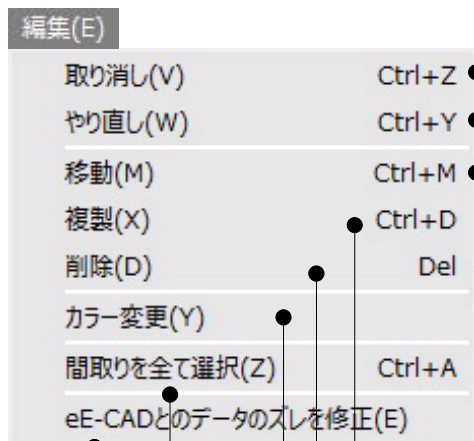 編集(E)
取り消し(V) Ctrl+Z
やり直し(W) Ctrl+Y
移動(M) Ctrl+M
複製(X) Ctrl+D
削除(D) Del
カラー変更(Y)
間取りを全て選択(Z) Ctrl+A
eE-CADとのデータのズレを修正(E)